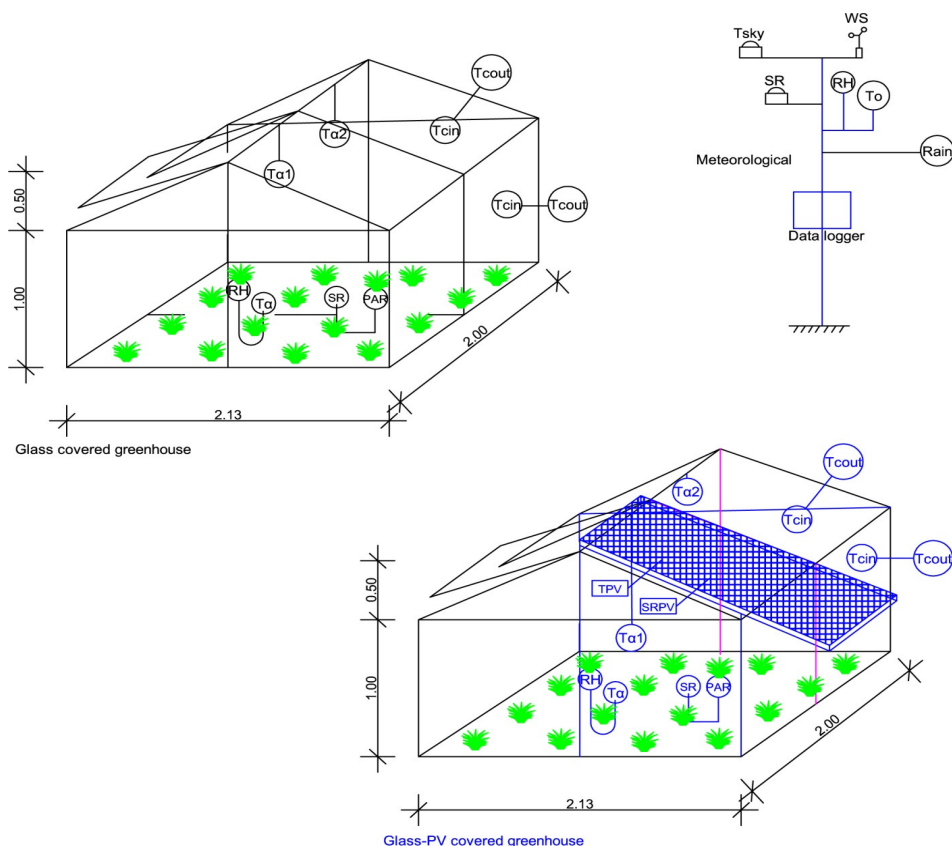 Tsky
WS
Tcout
SR
RH
To
Tα2
Tcin
Rain
Meteorological
Tα1
0.50
Tcin
Tcout
Data logger
RH
Tα
SR
PAR
1.00
2.00
2.13
Glass covered greenhouse
Tcout
Tα2
Tcin
Tcin
Tcout
0.50
TPV
SRPV
Tα1
RH
Tα
SR
PAR
1.00
2.00
2.13
Glass-PV covered greenhouse